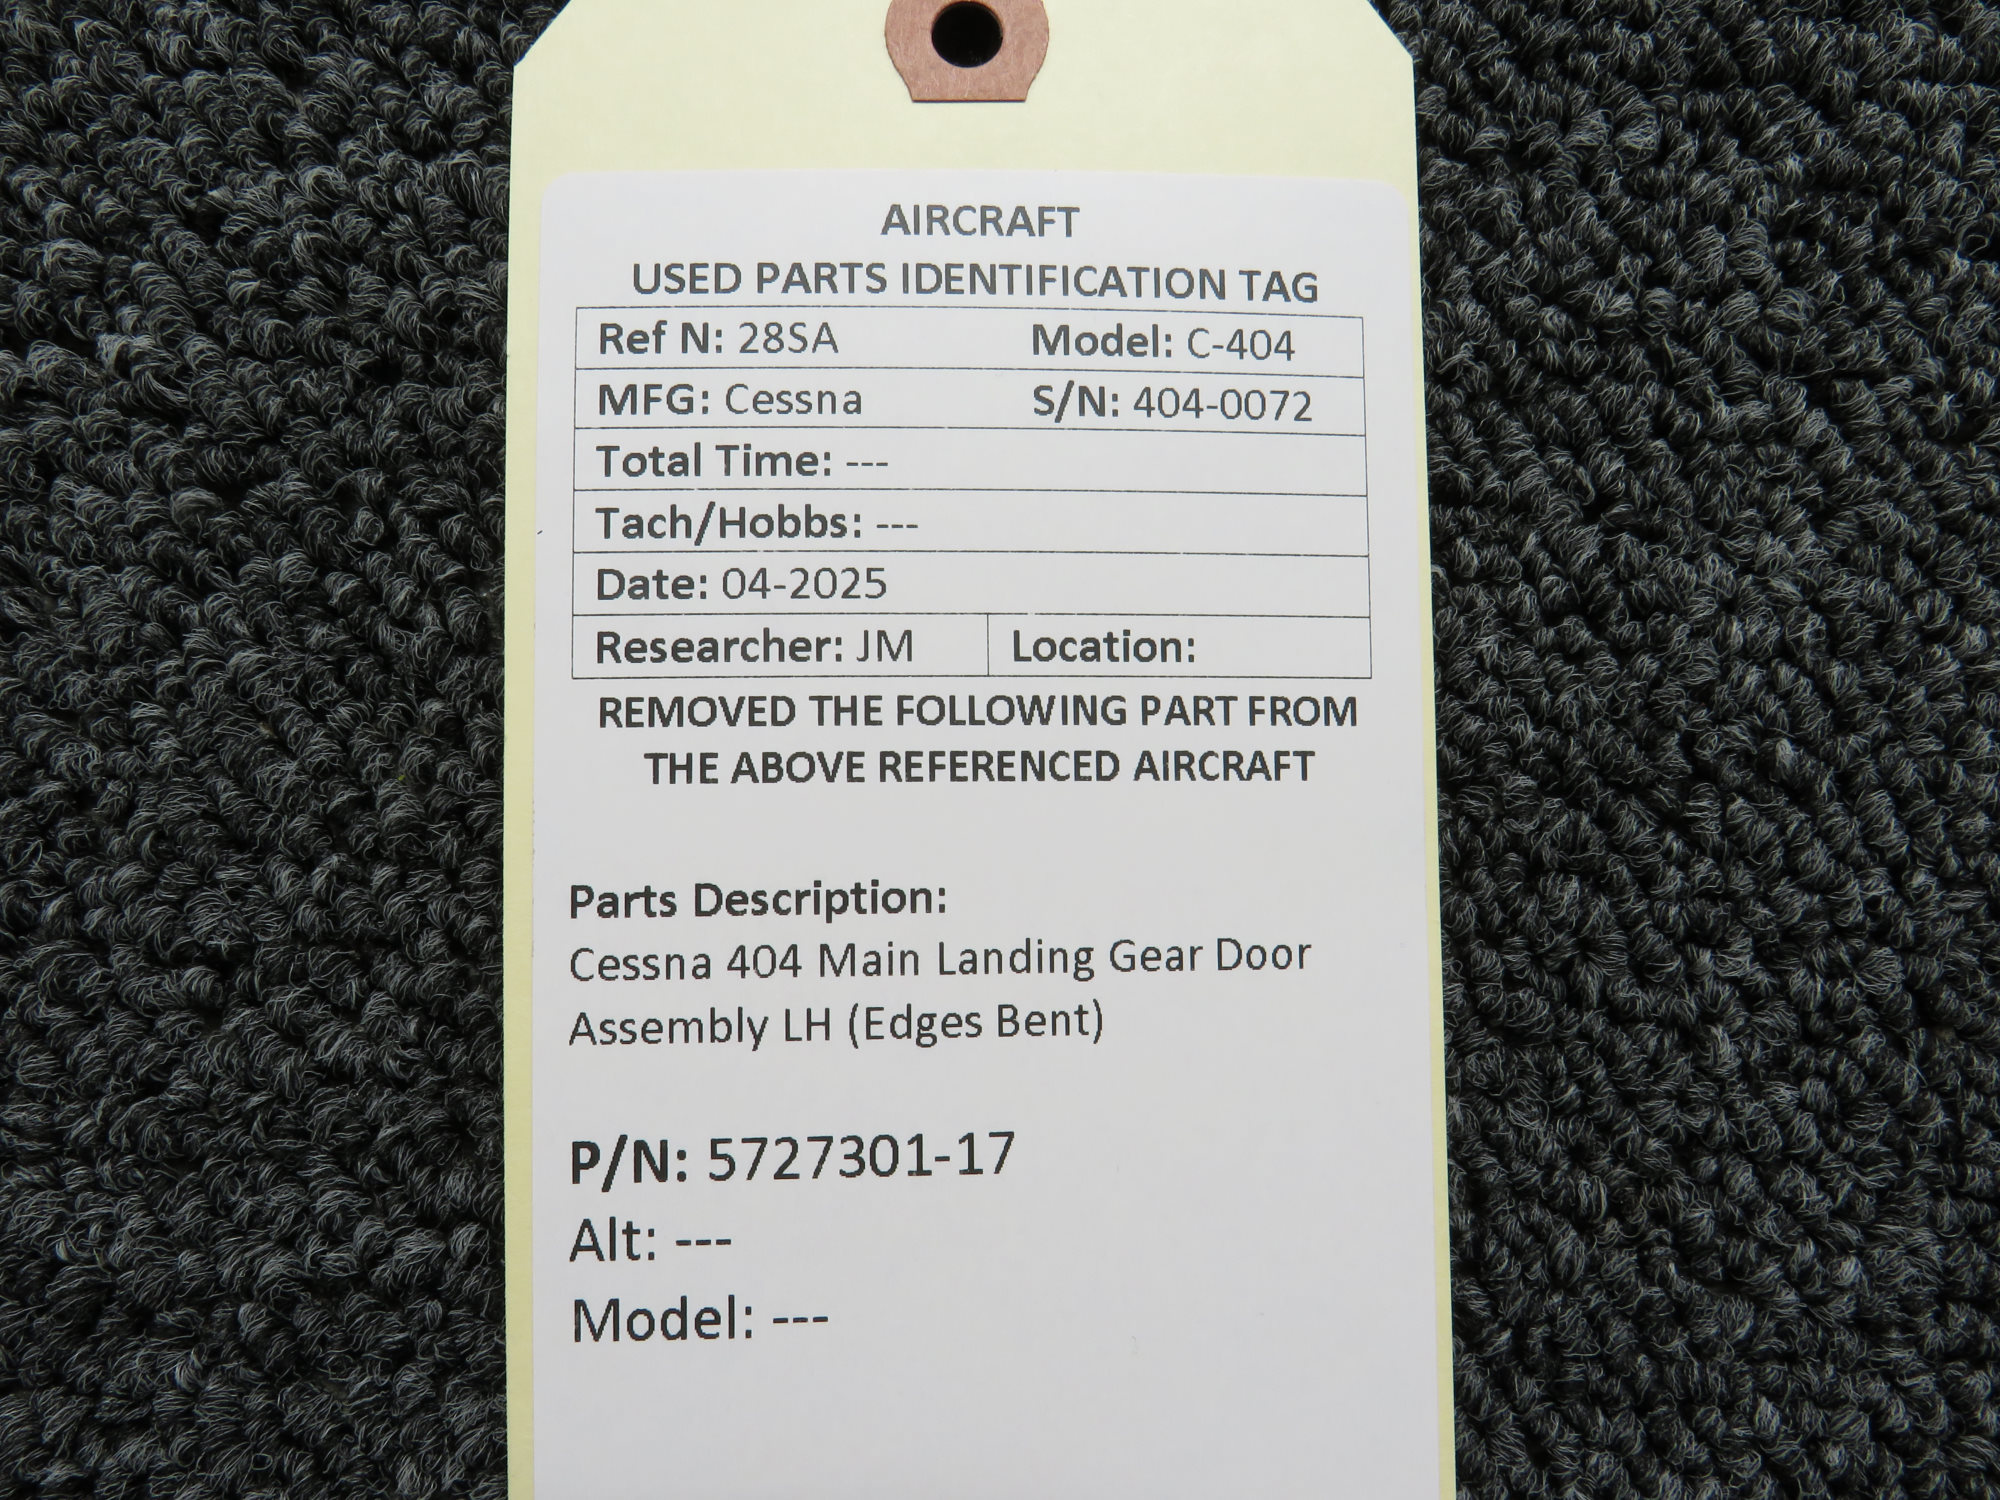 AIRCRAFT
USED PARTS IDENTIFICATION TAG
Ref N: 28SA Model: C-404
MFG: Cessna S/N: 404-0072
Total Time: ---
Tach/Hobbs: ---
Date: 04-2025
Researcher: JM Location:
REMOVED THE FOLLOWING PART FROM
THE ABOVE REFERENCED AIRCRAFT
Parts Description:
Cessna 404 Main Landing Gear Door
Assembly LH (Edges Bent)
P/N: 5727301-17
Alt: ---
Model: ---